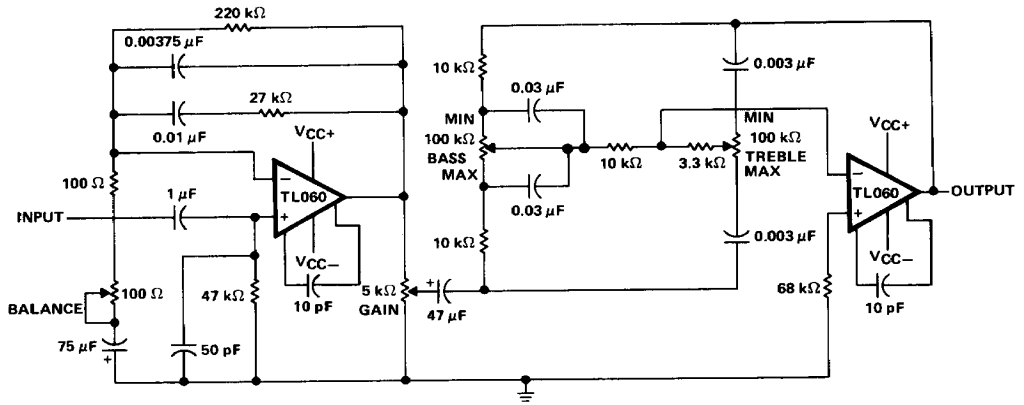 220 kΩ
0.00375 μF
27 kΩ
0.01 μF
100 Ω
1 μF
INPUT
VCC+
−
TL060
+
VCC−
10 pF
47 kΩ
50 pF
100 Ω
BALANCE
75 μF
+
5 kΩ
GAIN
+
47 μF
10 kΩ
0.03 μF
MIN
100 kΩ
BASS
MAX
0.03 μF
10 kΩ
10 kΩ
3.3 kΩ
0.003 μF
MIN
100 kΩ
TREBLE
MAX
0.003 μF
VCC+
−
TL060
+
VCC−
OUTPUT
68 kΩ
10 pF